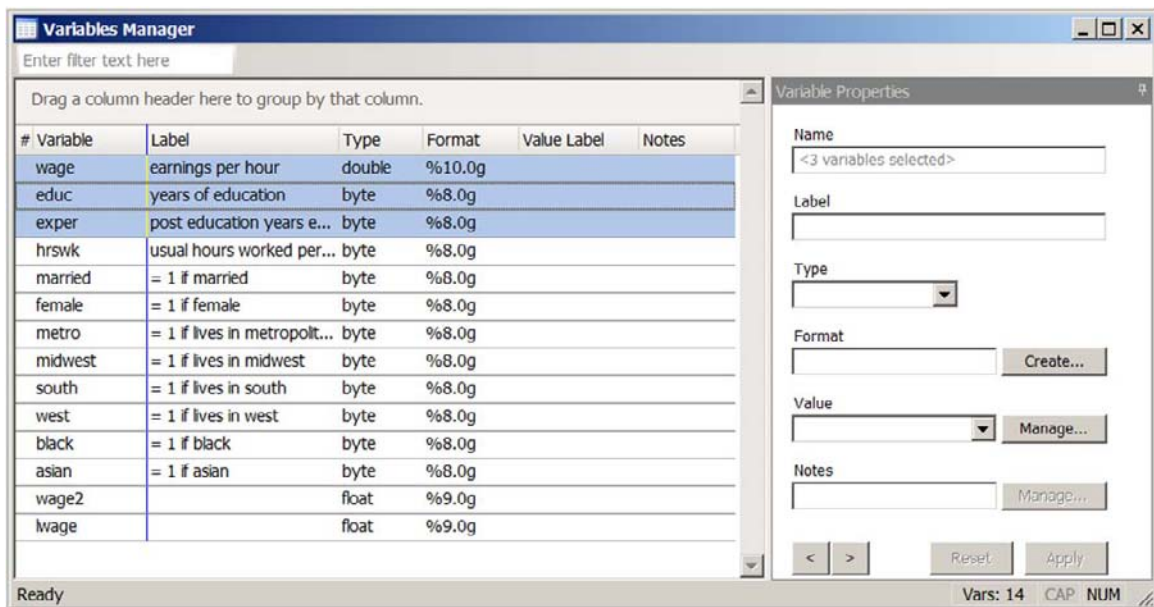 Variables Manager
Enter filter text here
Drag a column header here to group by that column.
# Variable Label Type Format Value Label Notes
wage earnings per hour double %10.0g
educ years of education byte %8.0g
exper post education years e... byte %8.0g
hrswk usual hours worked per... byte %8.0g
married = 1 if married byte %8.0g
female = 1 if female byte %8.0g
metro = 1 if lives in metropolit... byte %8.0g
midwest = 1 if lives in midwest byte %8.0g
south = 1 if lives in south byte %8.0g
west = 1 if lives in west byte %8.0g
black = 1 if black byte %8.0g
asian = 1 if asian byte %8.0g
wage2 float %9.0g
lwage float %9.0g
Variable Properties
Name
<3 variables selected>
Label
Type
Format
Create...
Value
Manage...
Notes
Manage...
< > Reset Apply
Ready Vars: 14 CAP NUM